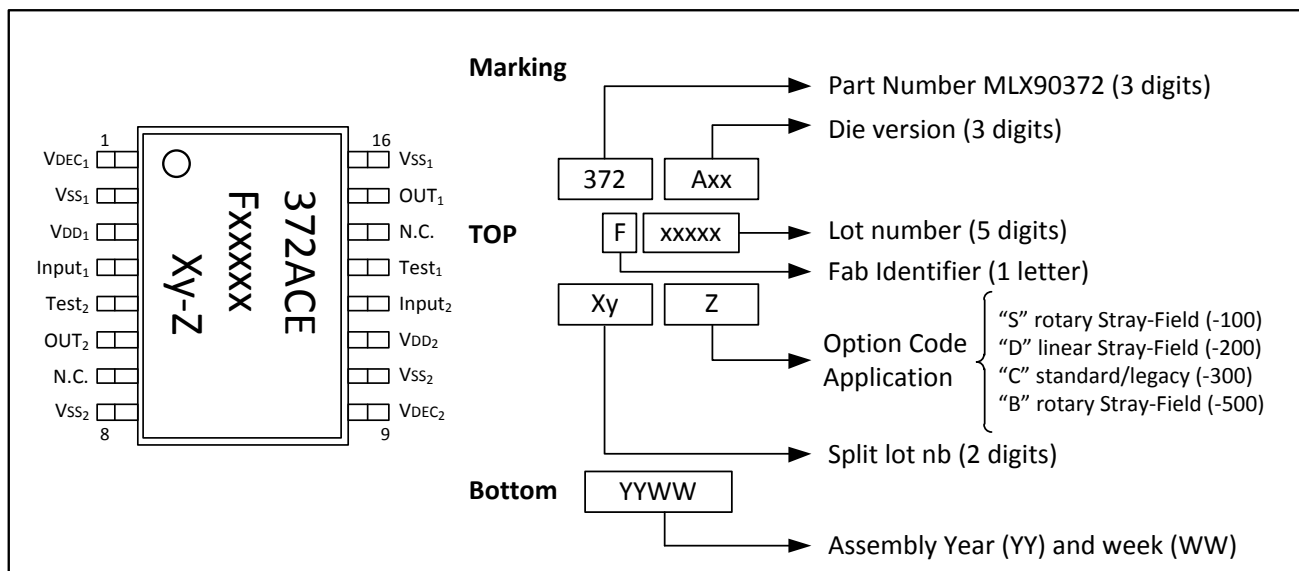 Marking
Part Number MLX90372 (3 digits)
Die version (3 digits)
372 Axx
TOP
F xxxxx
Lot number (5 digits)
Fab Identifier (1 letter)
Xy Z
Option Code
Application
“S” rotary Stray-Field (-100)
“D” linear Stray-Field (-200)
“C” standard/legacy (-300)
“B” rotary Stray-Field (-500)
Split lot nb (2 digits)
Bottom
YYWW
Assembly Year (YY) and week (WW)
1
VDEC1
VSS1
VDD1
Input1
Test2
OUT2
N.C.
VSS2
8
372ACE
Fxxxxx
Xy-Z
16
VSS1
OUT1
N.C.
Test1
Input2
VDD2
VSS2
VDEC2
9